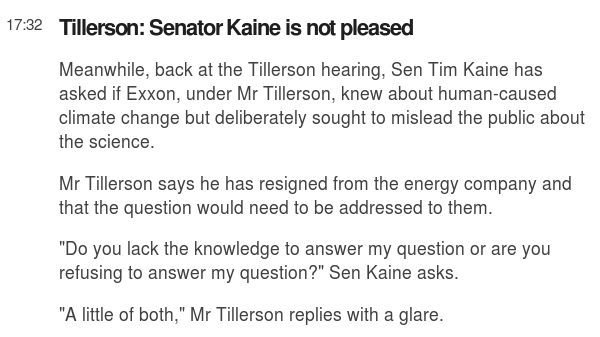 17:32 Tillerson: Senator Kaine is not pleased
Meanwhile, back at the Tillerson hearing, Sen Tim Kaine has
asked if Exxon, under Mr Tillerson, knew about human-caused
climate change but deliberately sought to mislead the public about
the science.
Mr Tillerson says he has resigned from the energy company and
that the question would need to be addressed to them.
"Do you lack the knowledge to answer my question or are you
refusing to answer my question?" Sen Kaine asks.
"A little of both," Mr Tillerson replies with a glare.